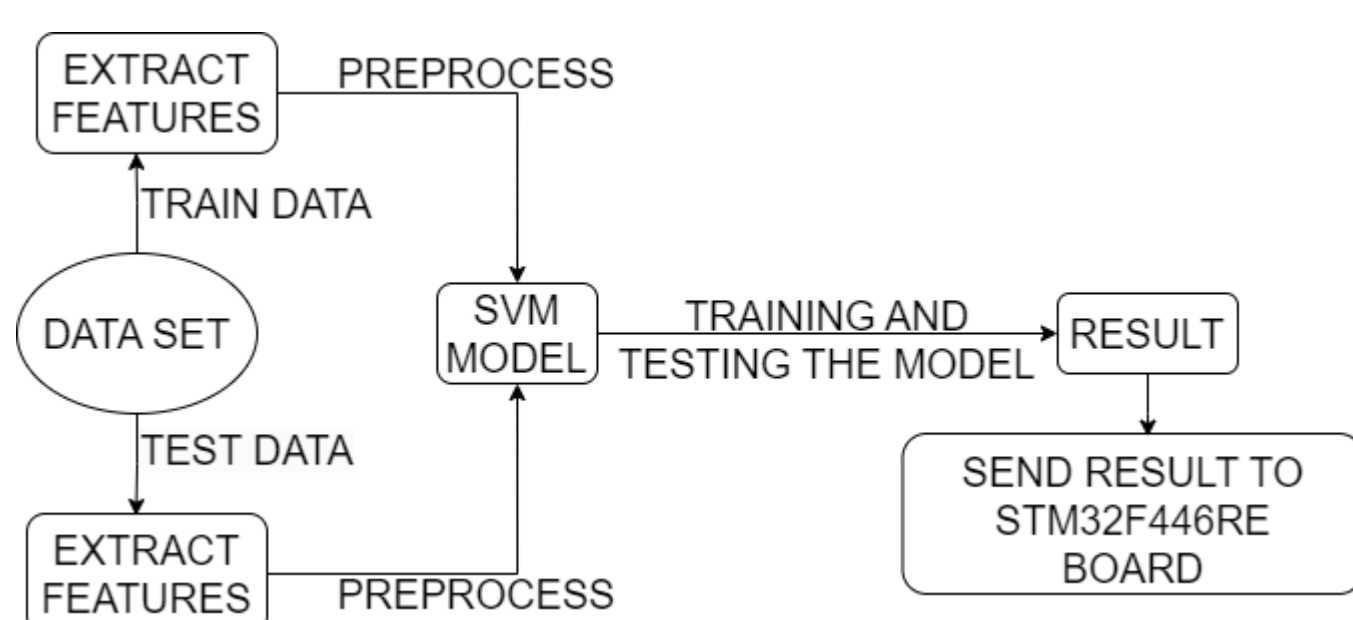 EXTRACT
FEATURES
PREPROCESS
TRAIN DATA
DATA SET
SVM
MODEL
TRAINING AND
TESTING THE MODEL
RESULT
TEST DATA
EXTRACT
FEATURES
PREPROCESS
SEND RESULT TO
STM32F446RE
BOARD